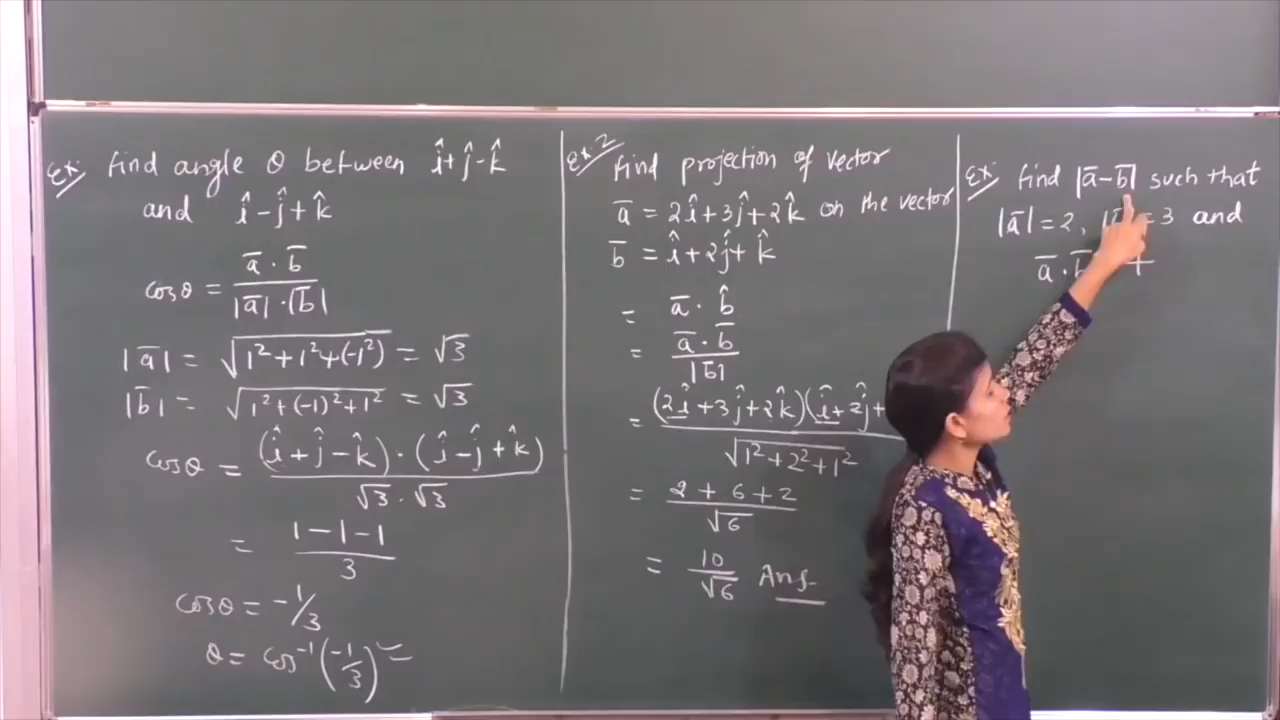 Ex: find angle θ between î+ĵ-k̂
and î-ĵ+k̂
cosθ = a̅·b̅ / |a̅|·|b̅|
|a̅| = √(1²+1²+(-1²)) = √3
|b̅| = √(1²+(-1)²+1²) = √3
cosθ = (î+ĵ-k̂)·(ĵ-ĵ+k̂) / √3·√3
= 1-1-1 / 3
cosθ = -1/3
θ = cos⁻¹(-1/3)
Ex:2 find projection of vector
a̅ = 2î+3ĵ+2k̂ on the vector
b̅ = î+2ĵ+k̂
= a̅·b̂
= a̅·b̅ / |b̅|
= (2î+3ĵ+2k̂)(î+2ĵ+ / √1²+2²+1²
= 2+6+2 / √6
= 10/√6 Ans
Ex: find |a̅-b̅| such that
|a̅|=2, = 3 and
a̅·b̅